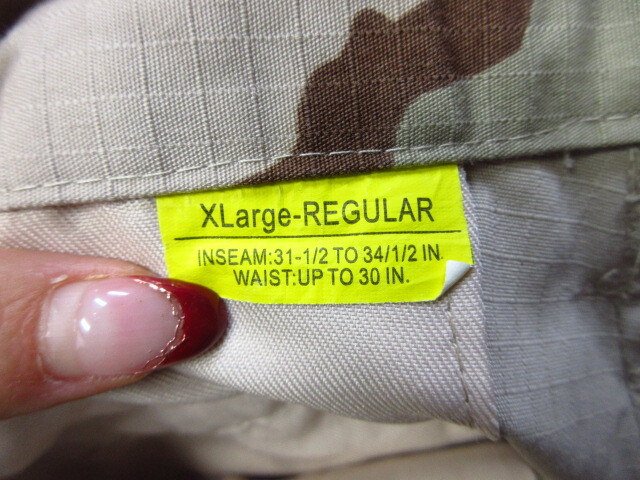 XLarge-REGULAR
INSEAM:31-1/2 TO 34/1/2 IN.
WAIST:UP TO 30 IN.